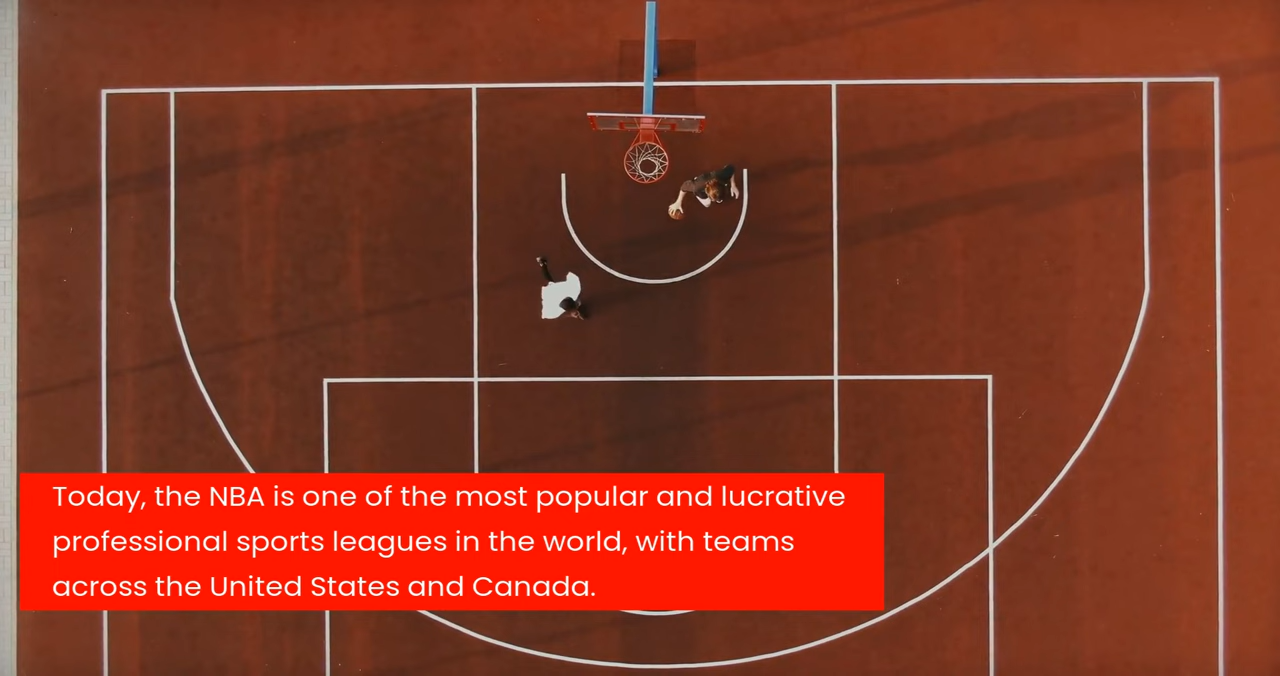 Today, the NBA is one of the most popular and lucrative
professional sports leagues in the world, with teams
across the United States and Canada.